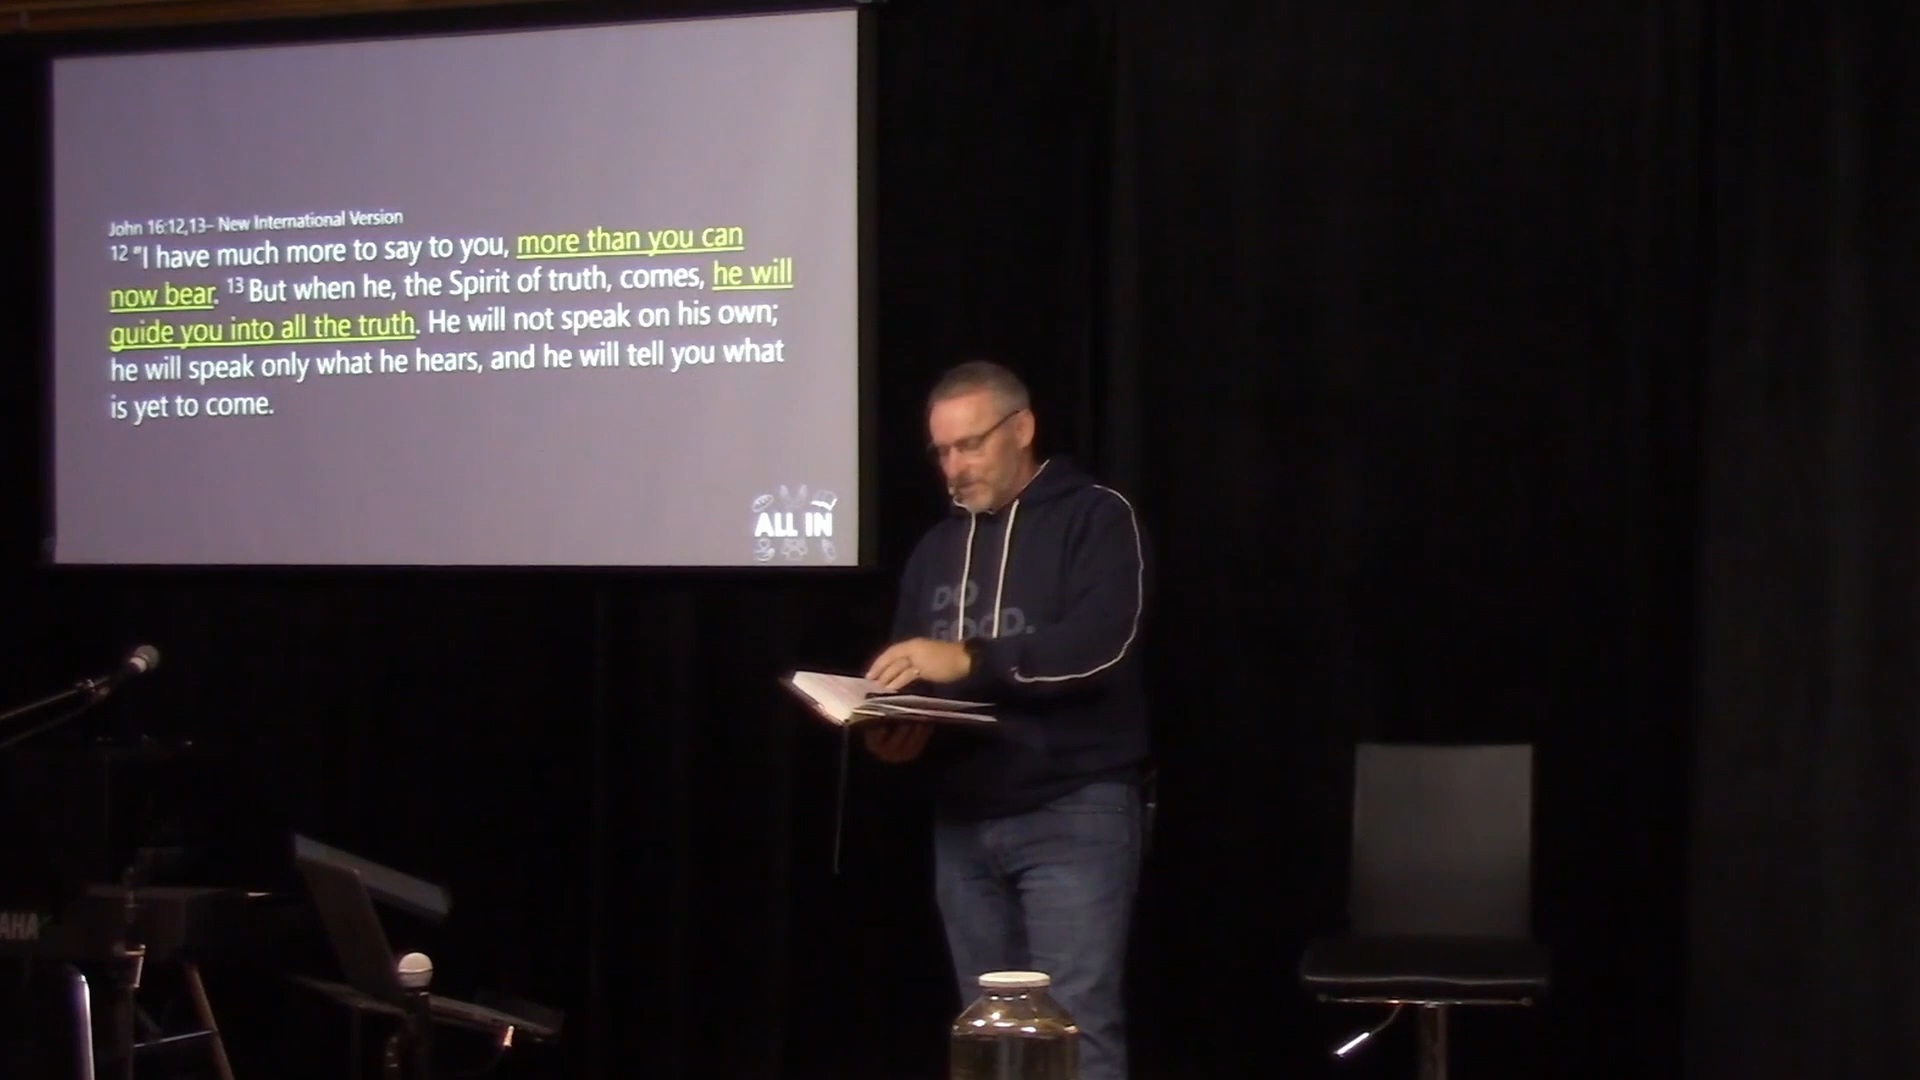 John 16:12,13– New International Version
12 "I have much more to say to you, more than you can
now bear. 13 But when he, the Spirit of truth, comes, he will
guide you into all the truth. He will not speak on his own;
he will speak only what he hears, and he will tell you what
is yet to come.
ALL IN
DO
GOOD.
AHA